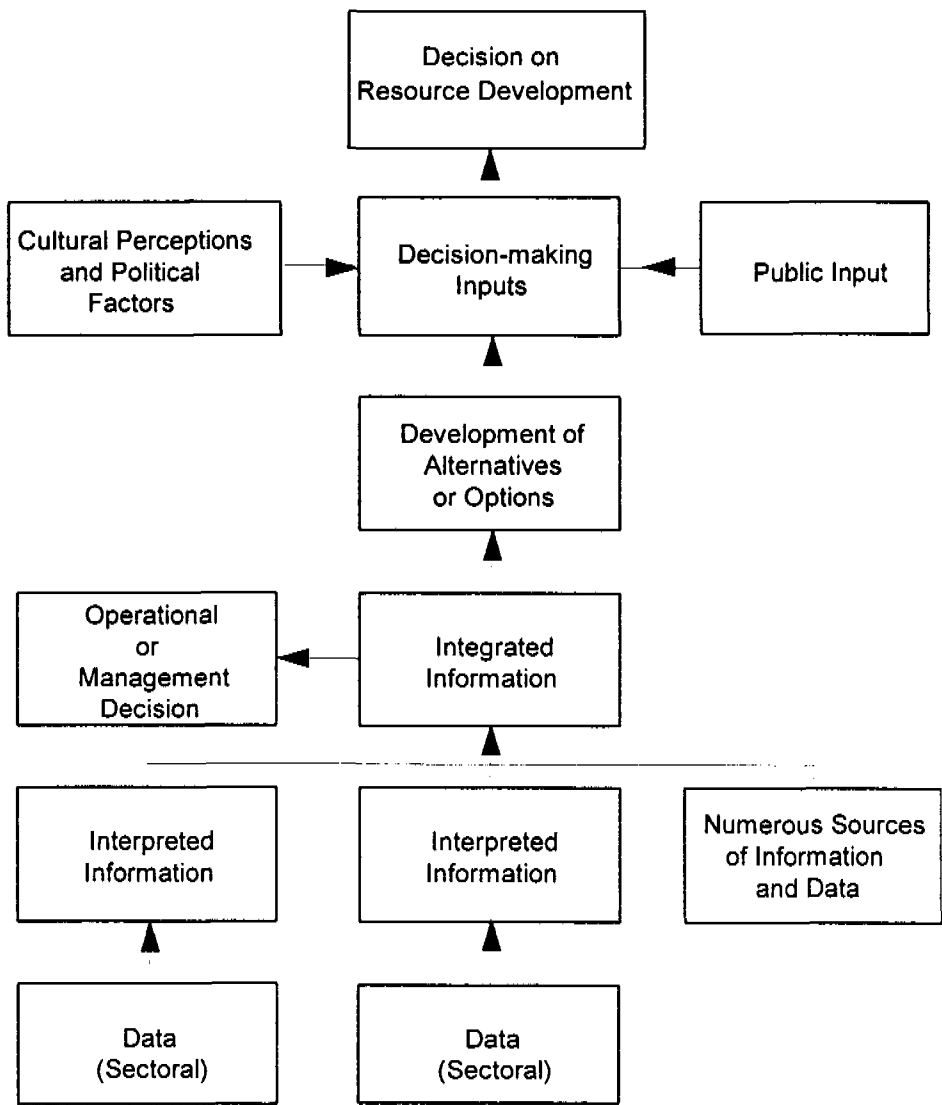 Decision on
Resource Development
Cultural Perceptions
and Political
Factors
Decision-making
Inputs
Public Input
Development of
Alternatives
or Options
Operational
or
Management
Decision
Integrated
Information
Interpreted
Information
Interpreted
Information
Numerous Sources
of Information
and Data
Data
(Sectoral)
Data
(Sectoral)